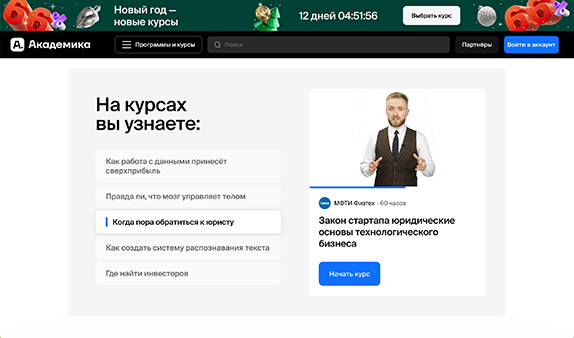 Новый год —
новые курсы
12 дней 04:51:56
Выбрать курс
А. Академика
Программы и курсы
Поиск
Партнёры
Войти в аккаунт
На курсах
вы узнаете:
Как работа с данными принесёт
сверхприбыль
Правда ли, что мозг управляет телом
Когда пора обратиться к юристу
Как создать систему распознавания текста
Где найти инвесторов
МФТИ Физтех · 60 часов
Закон стартапа юридические
основы технологического
бизнеса
Начать курс